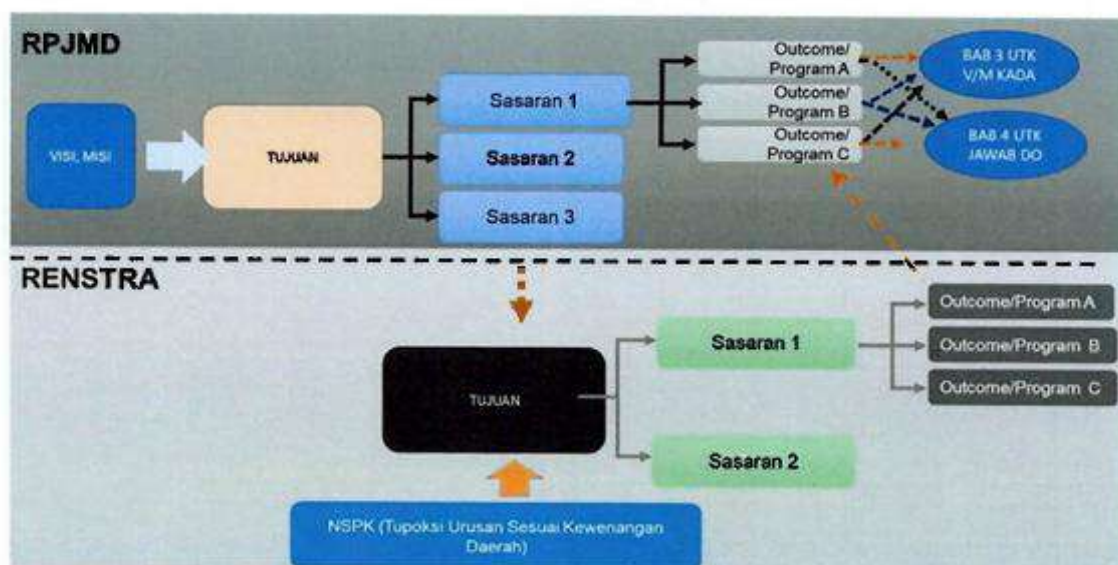 RPJMD
VISI, MISI
TUJUAN
Sasaran 1
Sasaran 2
Sasaran 3
Outcome/
Program A
Outcome/
Program B
Outcome/
Program C
BAB 3 UTK
V/M KADA
BAB 4 UTK
JAWAB DO
RENSTRA
TUJUAN
Sasaran 1
Sasaran 2
Outcome/Program A
Outcome/Program B
Outcome/Program C
NSPK (Tupoksi Urusan Sesuai Kewenangan
Daerah)